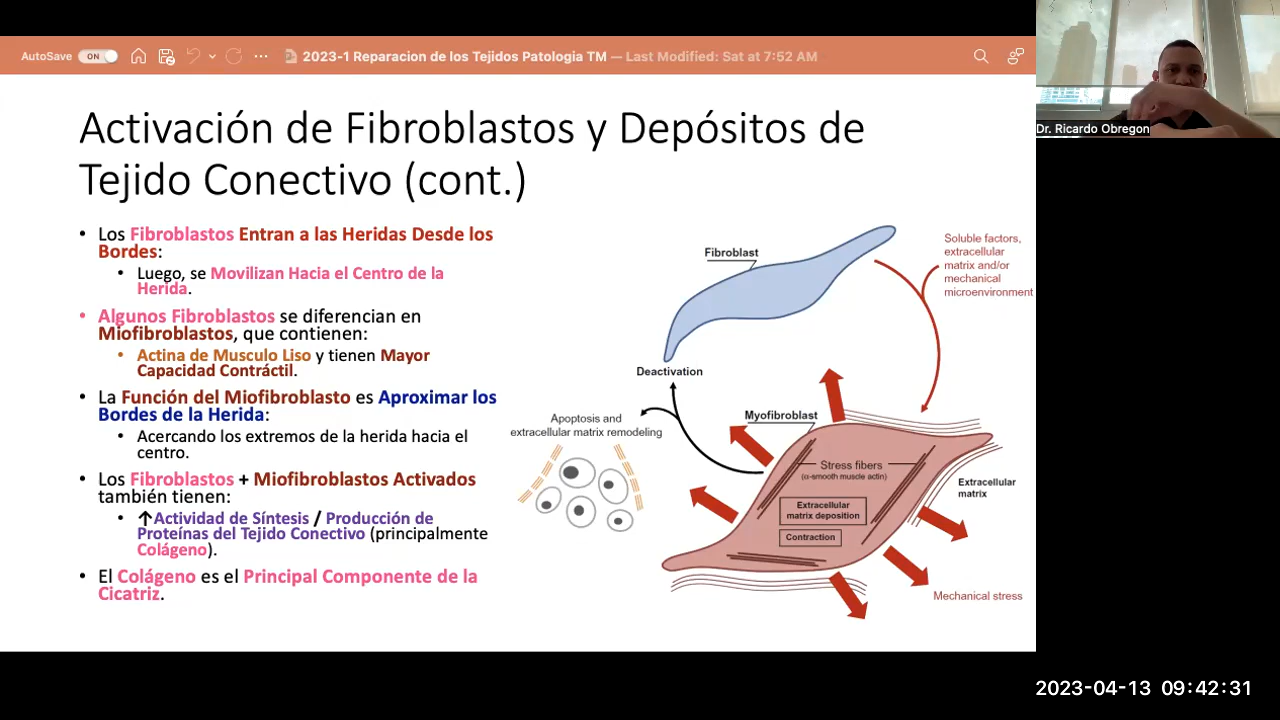 AutoSave ON ... 2023-1 Reparacion de los Tejidos Patologia TM — Last Modified: Sat at 7:52 AM
Dr. Ricardo Obregon
Activación de Fibroblastos y Depósitos de
Tejido Conectivo (cont.)
• Los Fibroblastos Entran a las Heridas Desde los
Bordes:
• Luego, se Movilizan Hacia el Centro de la
Herida.
• Algunos Fibroblastos se diferencian en
Miofibroblastos, que contienen:
• Actina de Musculo Liso y tienen Mayor
Capacidad Contráctil.
• La Función del Miofibroblasto es Aproximar los
Bordes de la Herida:
• Acercando los extremos de la herida hacia el
centro.
• Los Fibroblastos + Miofibroblastos Activados
también tienen:
• ↑Actividad de Síntesis / Producción de
Proteínas del Tejido Conectivo (principalmente
Colágeno).
• El Colágeno es el Principal Componente de la
Cicatriz.
Fibroblast
Soluble factors,
extracellular
matrix and/or
mechanical
microenvironment
Deactivation
Apoptosis and
extracellular matrix remodeling
Myofibroblast
Stress fibers
(α-smooth muscle actin)
Extracellular
matrix deposition
Contraction
Extracellular
matrix
Mechanical stress
2023-04-13 09:42:31